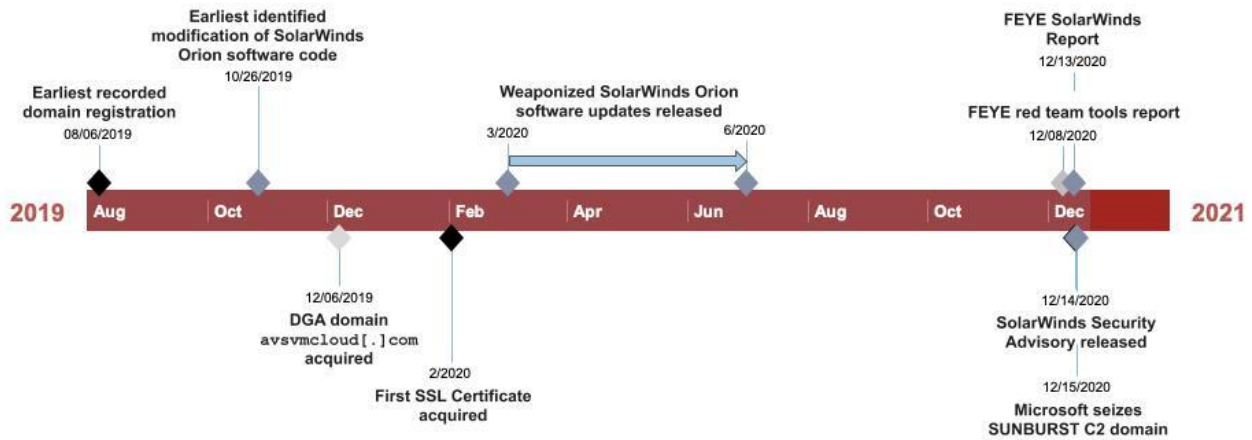 Earliest recorded
domain registration
08/06/2019
Earliest identified
modification of SolarWinds
Orion software code
10/26/2019
Weaponized SolarWinds Orion
software updates released
3/2020
6/2020
FEYE SolarWinds
Report
12/13/2020
FEYE red team tools report
12/08/2020
2019
Aug
Oct
Dec
Feb
Apr
Jun
Aug
Oct
Dec
2021
12/06/2019
DGA domain
avsvmcloud[.]com
acquired
2/2020
First SSL Certificate
acquired
12/14/2020
SolarWinds Security
Advisory released
12/15/2020
Microsoft seizes
SUNBURST C2 domain